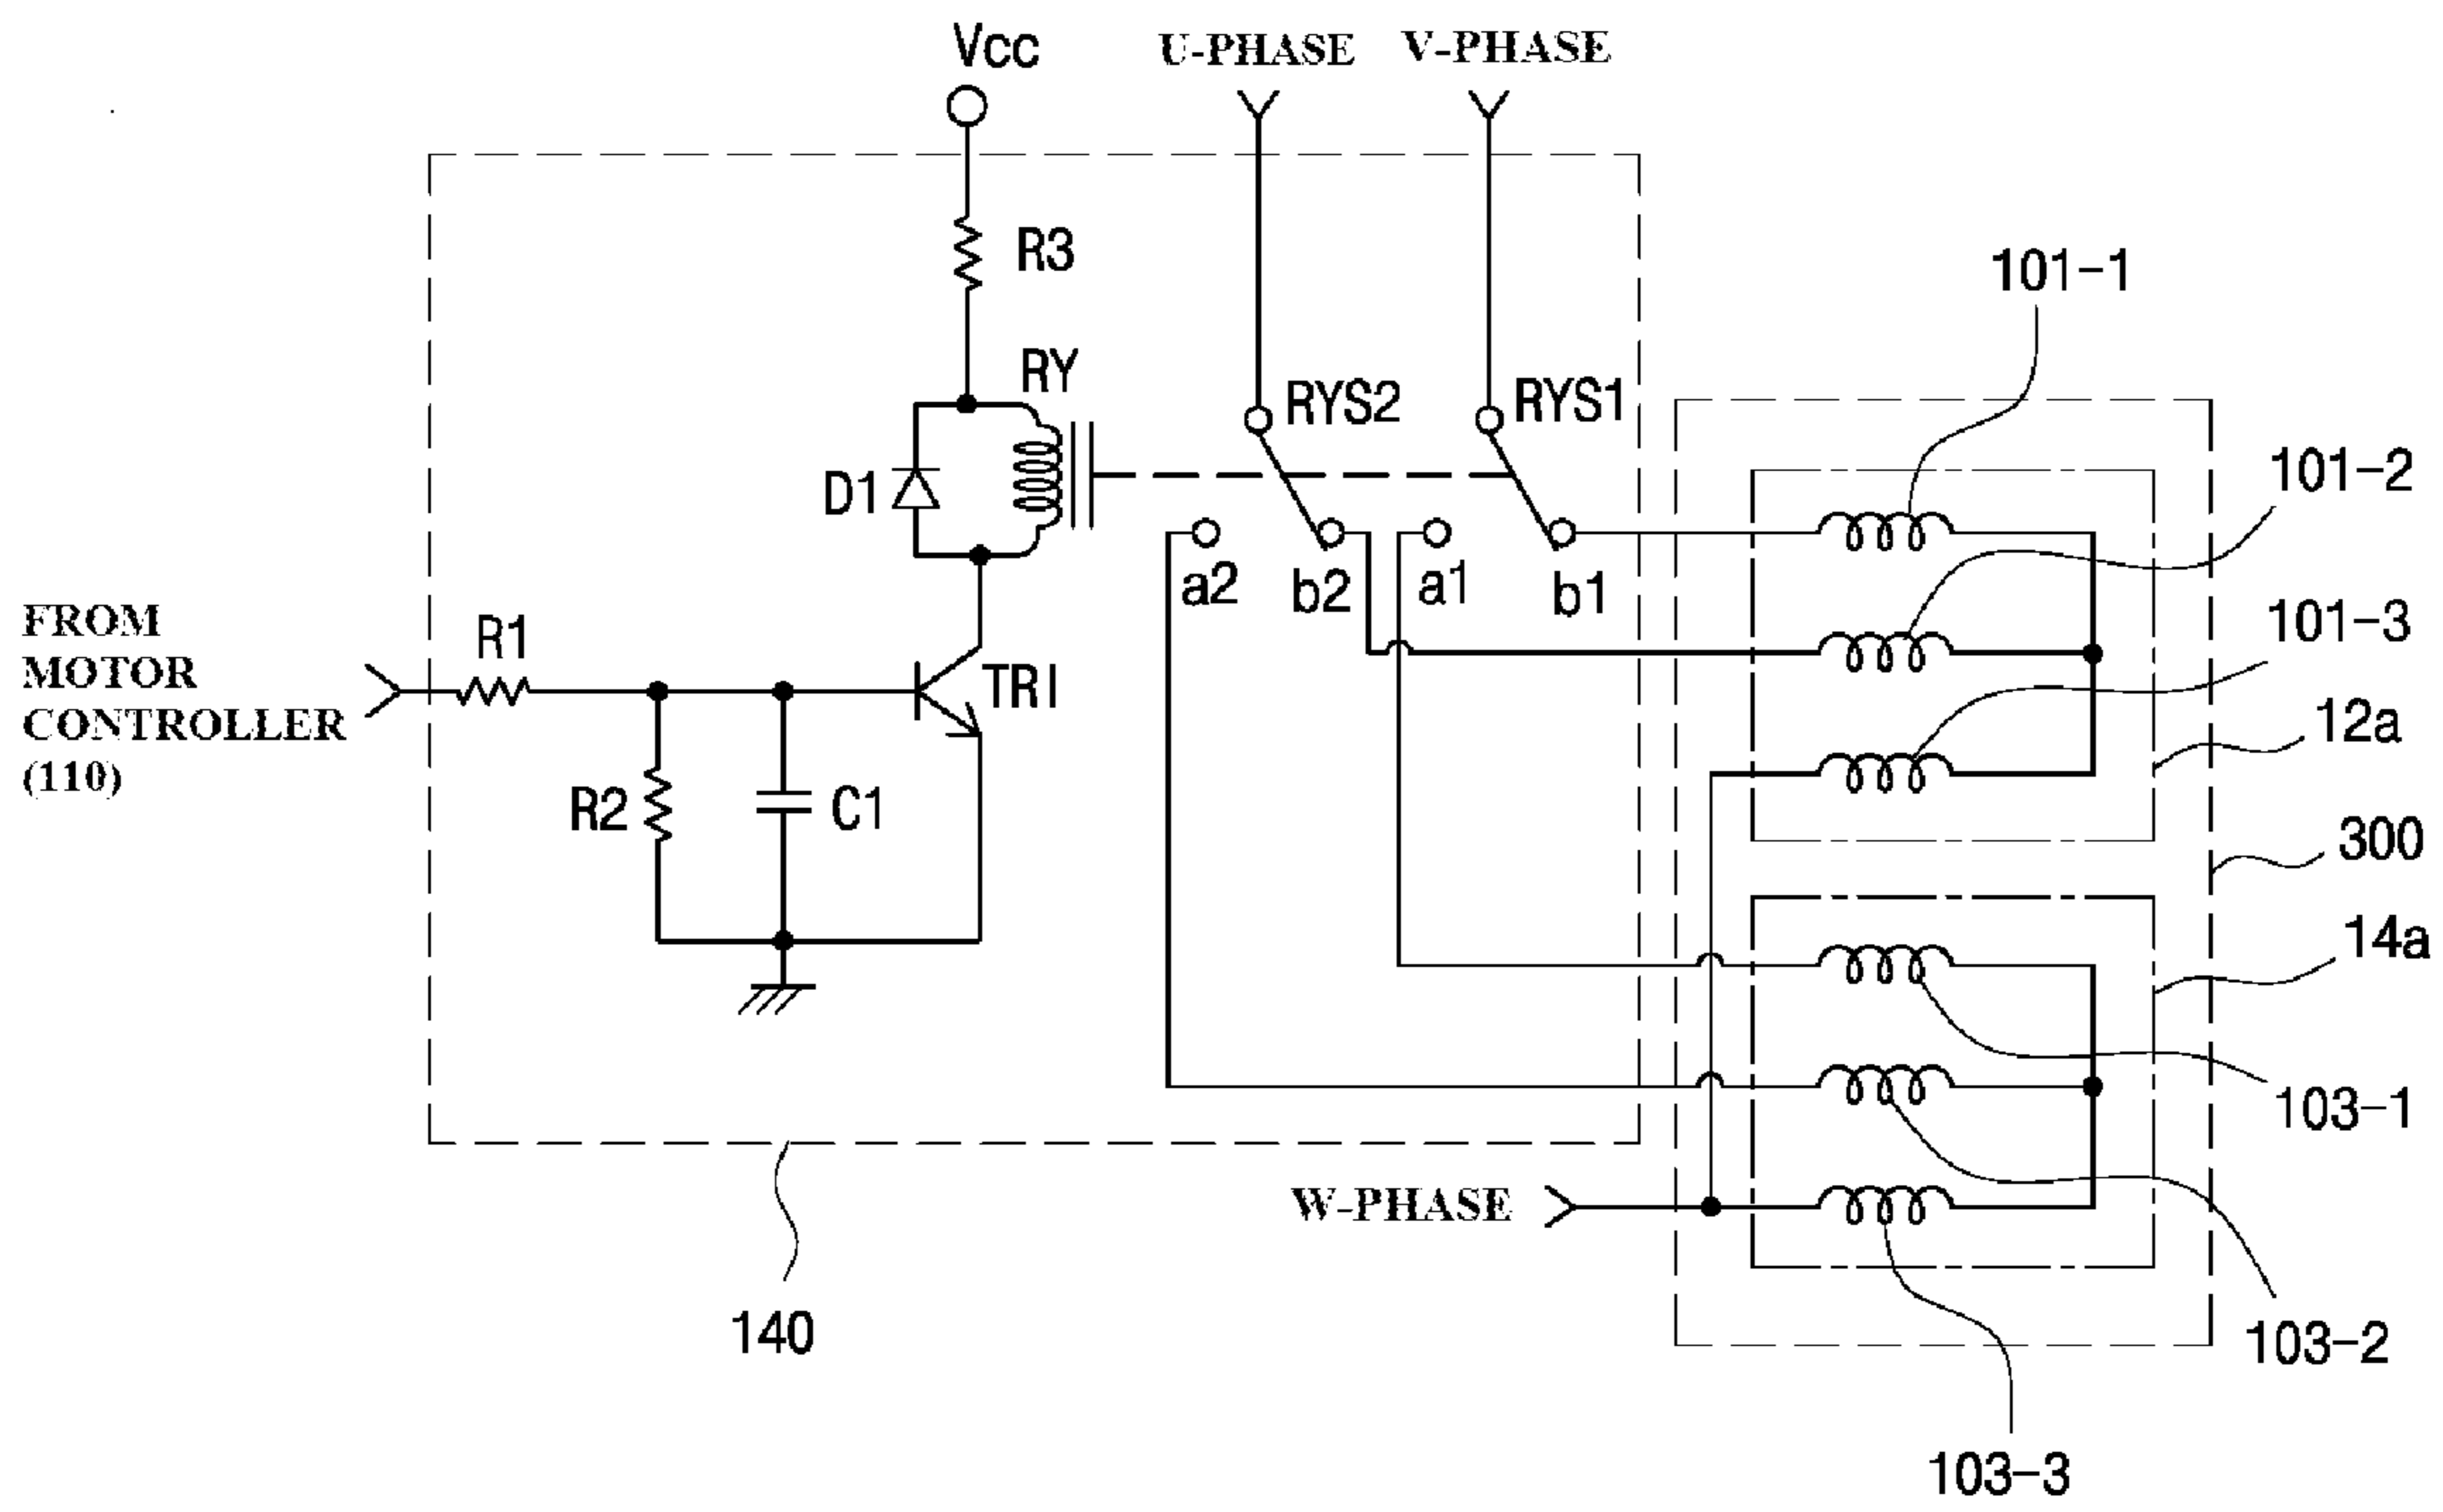 Vcc
U-PHASE
V-PHASE
R3
101-1
RY
RYS2
RYS1
101-2
D1
a2
b2
a1
b1
101-3
FROM
MOTOR
CONTROLLER
(110)
R1
TR1
12a
R2
C1
300
14a
103-1
W-PHASE
140
103-2
103-3